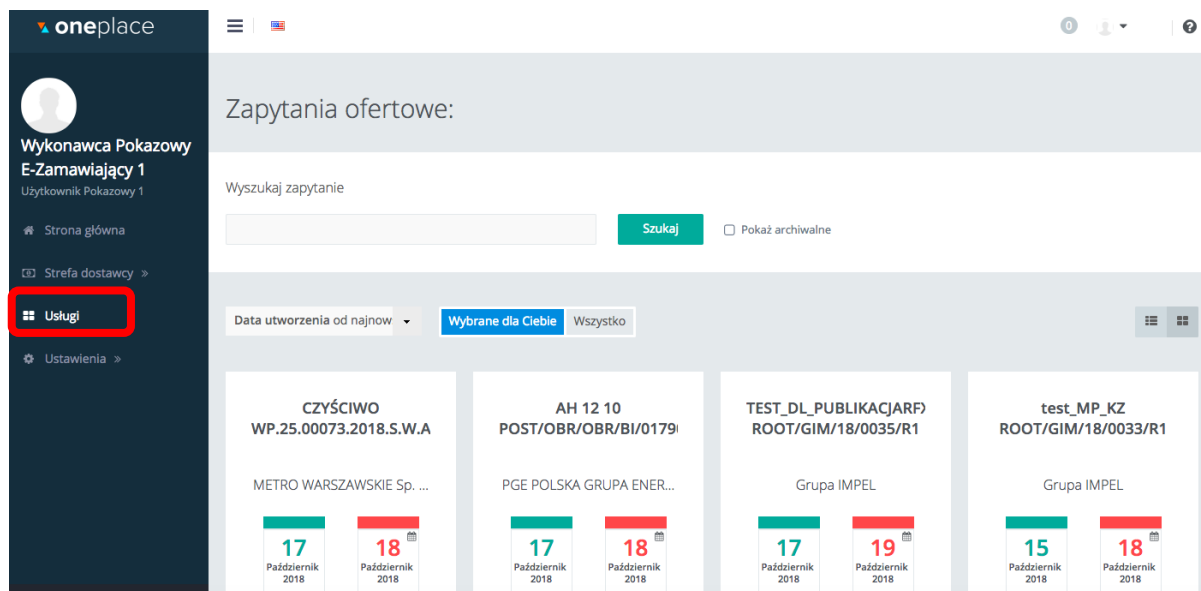 oneplace
0
Wykonawca Pokazowy
E-Zamawiający 1
Użytkownik Pokazowy 1
Strona główna
Strefa dostawcy »
Usługi
Ustawienia »
Zapytania ofertowe:
Wyszukaj zapytanie
Szukaj
Pokaż archiwalne
Data utworzenia od najnow
Wybrane dla Ciebie
Wszystko
CZYŚCIWO
WP.25.00073.2018.S.W.A
METRO WARSZAWSKIE Sp. ...
17
Październik
2018
18
Październik
2018
AH 12 10
POST/OBR/OBR/BI/0179
PGE POLSKA GRUPA ENER...
17
Październik
2018
18
Październik
2018
TEST_DL_PUBLIKACJARF
ROOT/GIM/18/0035/R1
Grupa IMPEL
17
Październik
2018
19
Październik
2018
test_MP_KZ
ROOT/GIM/18/0033/R1
Grupa IMPEL
15
Październik
2018
18
Październik
2018